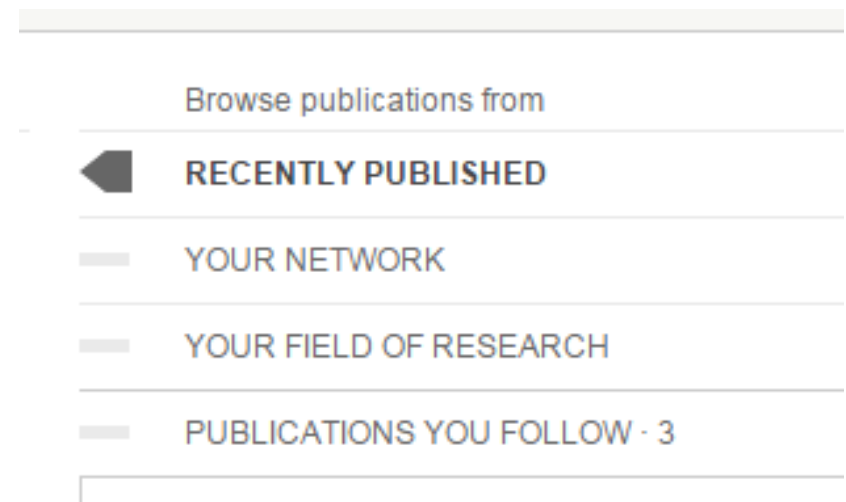 Browse publications from
RECENTLY PUBLISHED
YOUR NETWORK
YOUR FIELD OF RESEARCH
PUBLICATIONS YOU FOLLOW · 3